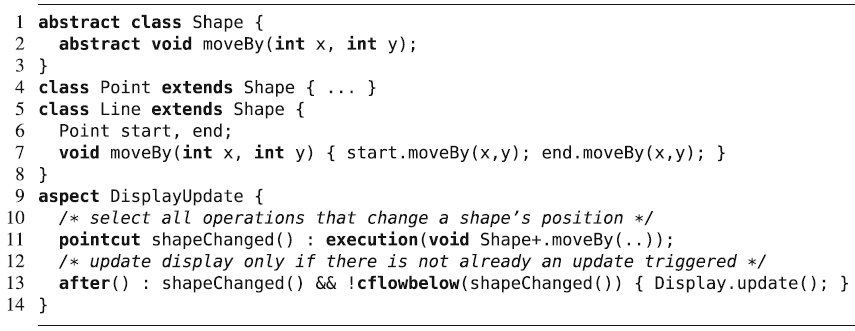 1 abstract class Shape {
2   abstract void moveBy(int x, int y);
3 }
4 class Point extends Shape { ... }
5 class Line extends Shape {
6   Point start, end;
7   void moveBy(int x, int y) { start.moveBy(x,y); end.moveBy(x,y); }
8 }
9 aspect DisplayUpdate {
10   /* select all operations that change a shape's position */
11   pointcut shapeChanged() : execution(void Shape+.moveBy(..));
12   /* update display only if there is not already an update triggered */
13   after() : shapeChanged() && !cflowbelow(shapeChanged()) { Display.update(); }
14 }